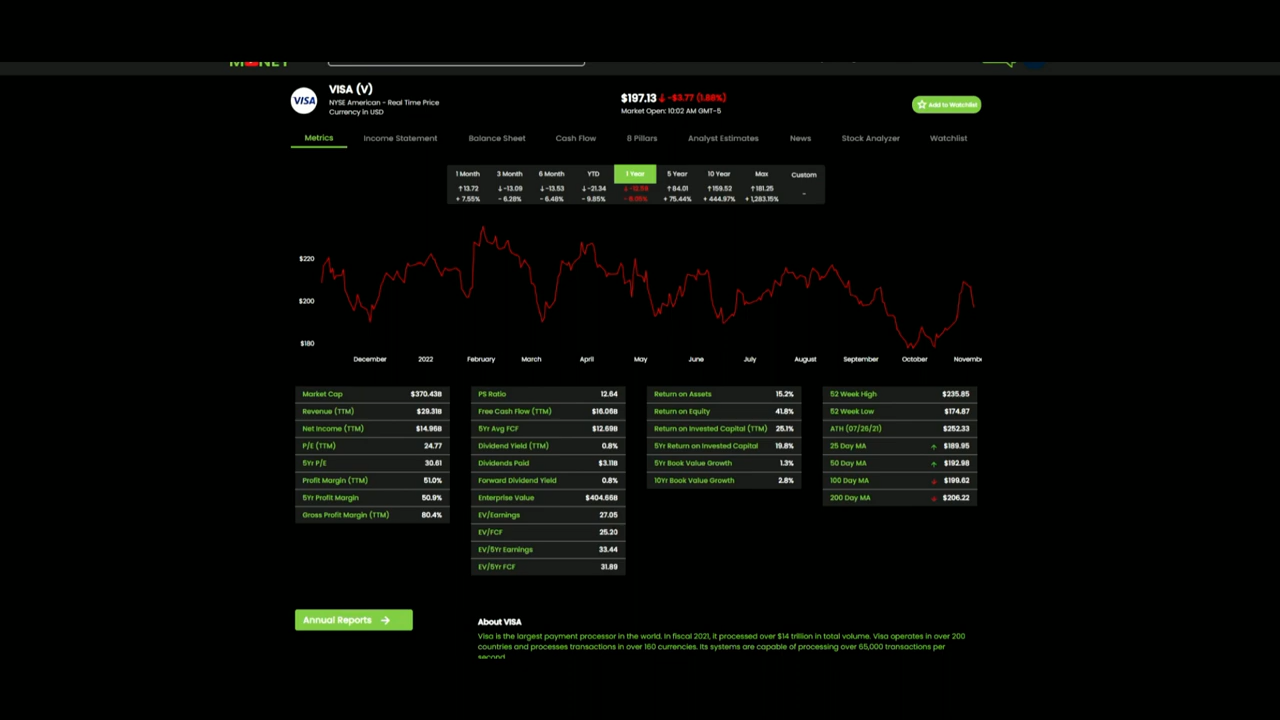 MONEY
VISA (V)
VISA
NYSE American - Real Time Price
Currency in USD
$197.13 ↓ -$3.77 (1.88%)
Market Open: 10:02 AM GMT-5
Add to Watchlist
Metrics Income Statement Balance Sheet Cash Flow 8 Pillars Analyst Estimates News Stock Analyzer Watchlist
1 Month 3 Month 6 Month YTD 1 Year 5 Year 10 Year Max Custom
↑13.72 ↓-13.09 ↓-13.53 ↓-21.34 ↑84.01 ↑159.52 ↑181.25 -
+ 7.55% - 6.28% - 6.48% - 9.85% + 75.44% + 444.97% + 1,283.15%
$220
$200
$180
December 2022 February March April May June July August September October Novemb
Market Cap $370.43B
Revenue (TTM) $29.31B
Net Income (TTM) $14.96B
P/E (TTM) 24.77
5Yr P/E 30.61
Profit Margin (TTM) 51.0%
5Yr Profit Margin 50.9%
Gross Profit Margin (TTM) 80.4%
PS Ratio 12.64
Free Cash Flow (TTM) $16.06B
5Yr Avg FCF $12.69B
Dividend Yield (TTM) 0.8%
Dividends Paid $3.11B
Forward Dividend Yield 0.8%
Enterprise Value $404.66B
EV/Earnings 27.05
EV/FCF 25.20
EV/5Yr Earnings 33.44
EV/5Yr FCF 31.89
Return on Assets 15.2%
Return on Equity 41.8%
Return on Invested Capital (TTM) 25.1%
5Yr Return on Invested Capital 19.8%
5Yr Book Value Growth 1.3%
10Yr Book Value Growth 2.8%
52 Week High $235.85
52 Week Low $174.87
ATH (07/26/21) $252.33
25 Day MA ↑ $189.95
50 Day MA ↑ $192.98
100 Day MA ↓ $199.62
200 Day MA ↓ $206.22
Annual Reports →
About VISA
Visa is the largest payment processor in the world. In fiscal 2021, it processed over $14 trillion in total volume. Visa operates in over 200
countries and processes transactions in over 160 currencies. Its systems are capable of processing over 65,000 transactions per
second.